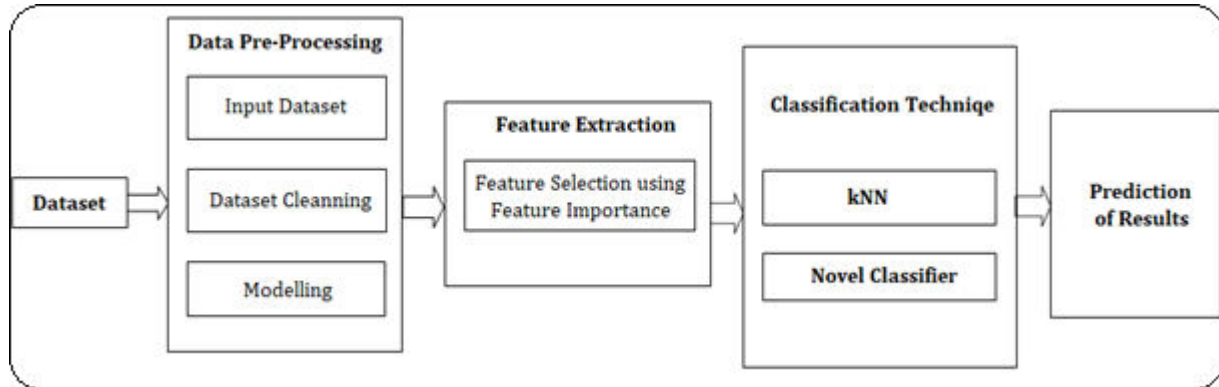 Dataset
Data Pre-Processing
Input Dataset
Dataset Cleanning
Modelling
Feature Extraction
Feature Selection using
Feature Importance
Classification Techniqe
kNN
Novel Classifier
Prediction
of Results